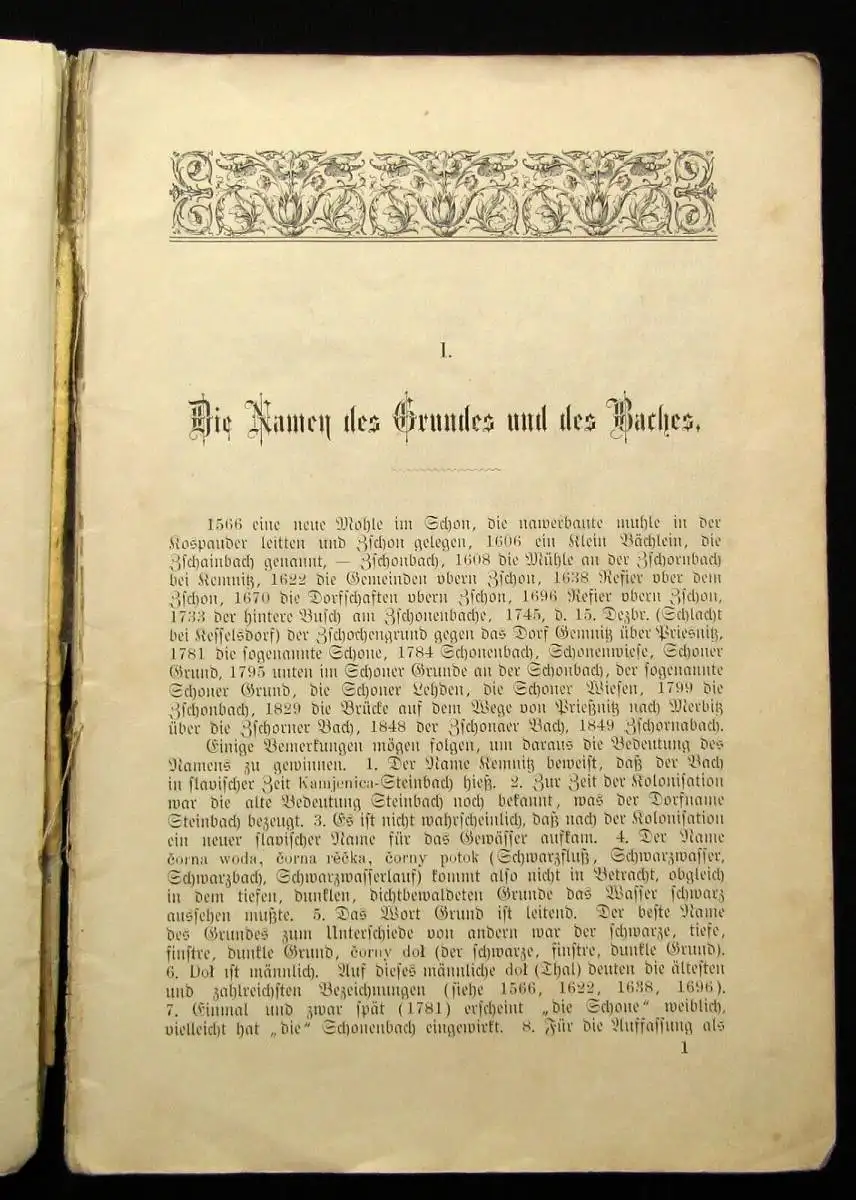 I.
Die Namen des Grundes und des Baches.
1566 eine neue Mohle im Schon, die nawerbaute muhle in der
Kospauder leitten und Zschon gelegen, 1606 ein Klein Bächlein, die
Zschainbach genannt, — Zschonbach, 1608 die Mühle an der Zschornbach
bei Kemnitz, 1622 die Gemeinden obern Zschon, 1638 Refier ober dem
Zschon, 1670 die Dorfschaften obern Zschon, 1696 Refier obern Zschon,
1733 der hintere Busch am Zschonenbache, 1745, d. 15. Dezbr. (Schlacht
bei Kesselsdorf) der Zschochengrund gegen das Dorf Gemnitz über Priesnitz,
1781 die sogenannte Schone, 1784 Schonenbach, Schonenwiese, Schoner
Grund, 1795 unten im Schoner Grunde an der Schonbach, der sogenannte
Schoner Grund, die Schoner Lehden, die Schoner Wiesen, 1799 die
Zschonbach, 1829 die Brücke auf dem Wege von Prießnitz nach Merbitz
über die Zschorner Bach, 1848 der Zschonaer Bach, 1849 Zschornabach.
Einige Bemerkungen mögen folgen, um daraus die Bedeutung des
Namens zu gewinnen. 1. Der Name Kemnitz beweist, daß der Bach
in slavischer Zeit Kamjenica-Steinbach hieß. 2. Zur Zeit der Kolonisation
war die alte Bedeutung Steinbach noch bekannt, was der Dorfname
Steinbach bezeugt. 3. Es ist nicht wahrscheinlich, daß nach der Kolonisation
ein neuer slavischer Name für das Gewässer aufkam. 4. Der Name
čorna woda, čorna rěčka, čorny potok (Schwarzfluß, Schwarzwasser,
Schwarzbach, Schwarzwasserlauf) kommt also nicht in Betracht, obgleich
in dem tiefen, dunklen, dichtbewaldeten Grunde das Wasser schwarz
aussehen mußte. 5. Das Wort Grund ist leitend. Der beste Name
des Grundes zum Unterschiede von andern war der schwarze, tiefe,
finstre, dunkle Grund, čorny doł (der schwarze, finstre, dunkle Grund).
6. Doł ist männlich. Auf dieses männliche doł (Thal) deuten die ältesten
und zahlreichsten Bezeichnungen (siehe 1566, 1622, 1638, 1696).
7. Einmal und zwar spät (1781) erscheint „die Schone“ weiblich,
vielleicht hat „die“ Schonenbach eingewirkt. 8. Für die Auffassung als
1